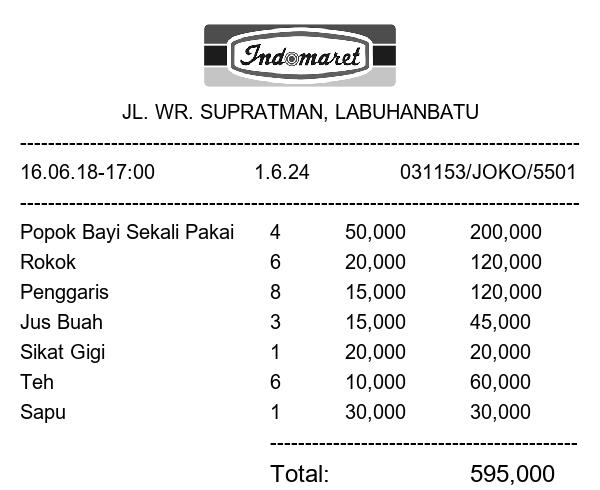 Indomaret
JL. WR. SUPRATMAN, LABUHANBATU
--------------------------------------------------------------------------------
16.06.18-17:00 1.6.24 031153/JOKO/5501
--------------------------------------------------------------------------------
Popok Bayi Sekali Pakai 4 50,000 200,000
Rokok 6 20,000 120,000
Penggaris 8 15,000 120,000
Jus Buah 3 15,000 45,000
Sikat Gigi 1 20,000 20,000
Teh 6 10,000 60,000
Sapu 1 30,000 30,000
--------------------------------------------
Total: 595,000